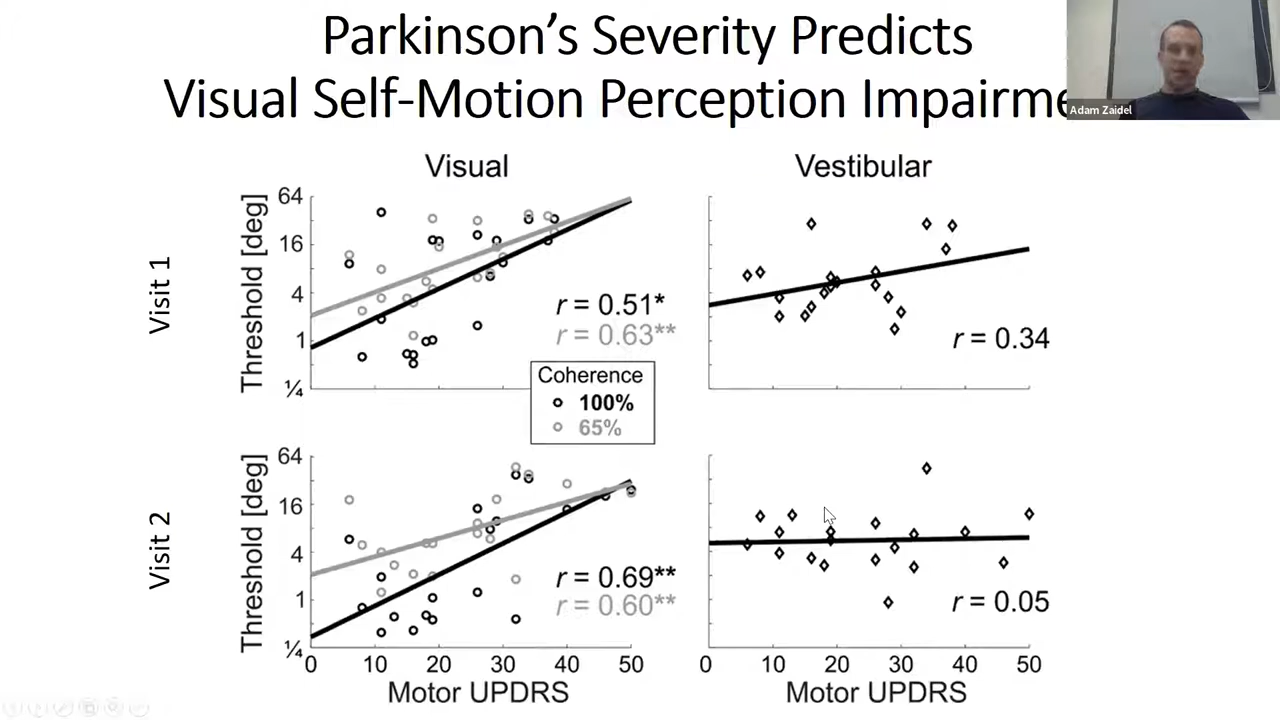 Parkinson's Severity Predicts
Visual Self-Motion Perception Impairme
Adam Zaidel
Visual
Vestibular
Visit 1
Threshold [deg]
64
16
4
1
¼
r = 0.51*
r = 0.63**
r = 0.34
Coherence
100%
65%
Visit 2
Threshold [deg]
64
16
4
1
¼
r = 0.69**
r = 0.60**
r = 0.05
0 10 20 30 40 50
0 10 20 30 40 50
Motor UPDRS
Motor UPDRS